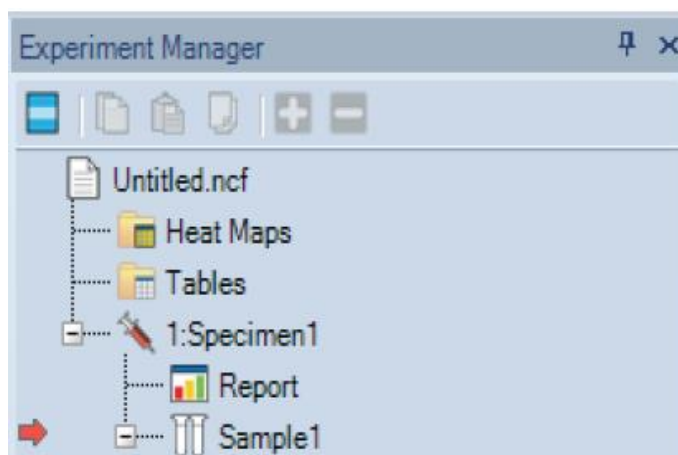 Experiment Manager
Untitled.ncf
Heat Maps
Tables
1:Specimen1
Report
Sample1